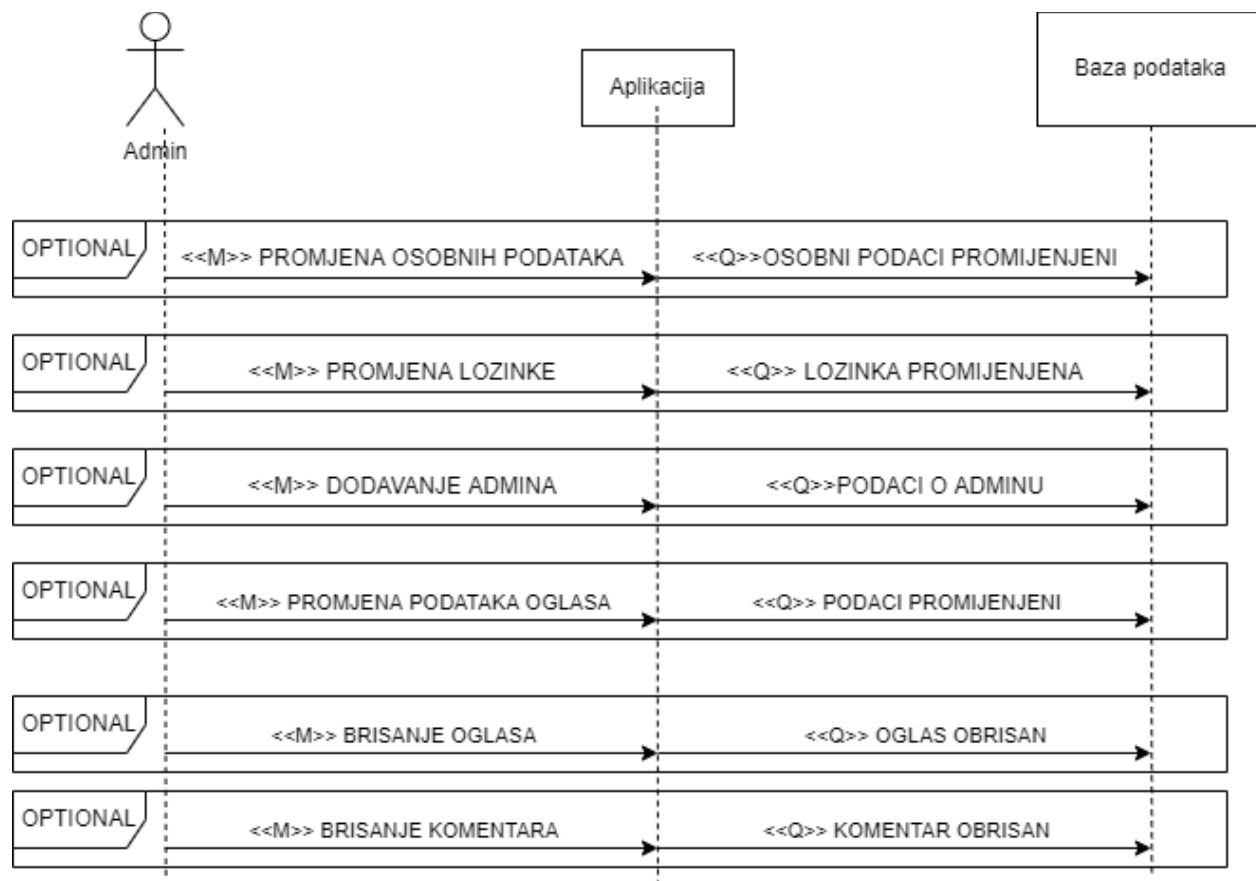 Admin
Aplikacija
Baza podataka
OPTIONAL
<<M>> PROMJENA OSOBNIH PODATAKA
<<Q>>OSOBNI PODACI PROMIJENJENI
OPTIONAL
<<M>> PROMJENA LOZINKE
<<Q>> LOZINKA PROMIJENJENA
OPTIONAL
<<M>> DODAVANJE ADMINA
<<Q>>PODACI O ADMINU
OPTIONAL
<<M>> PROMJENA PODATAKA OGLASA
<<Q>> PODACI PROMIJENJENI
OPTIONAL
<<M>> BRISANJE OGLASA
<<Q>> OGLAS OBRISAN
OPTIONAL
<<M>> BRISANJE KOMENTARA
<<Q>> KOMENTAR OBRISAN